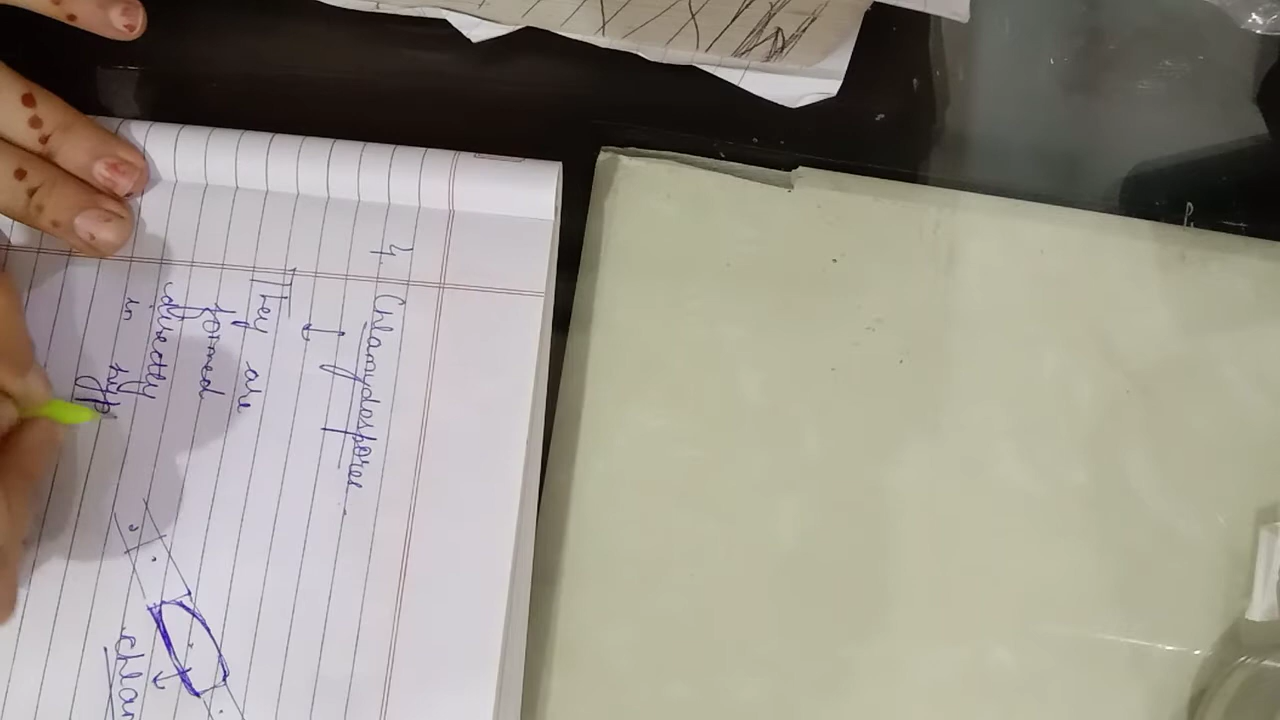 4. Chlamydospores
They are
formed
directly
in hyp
chlam